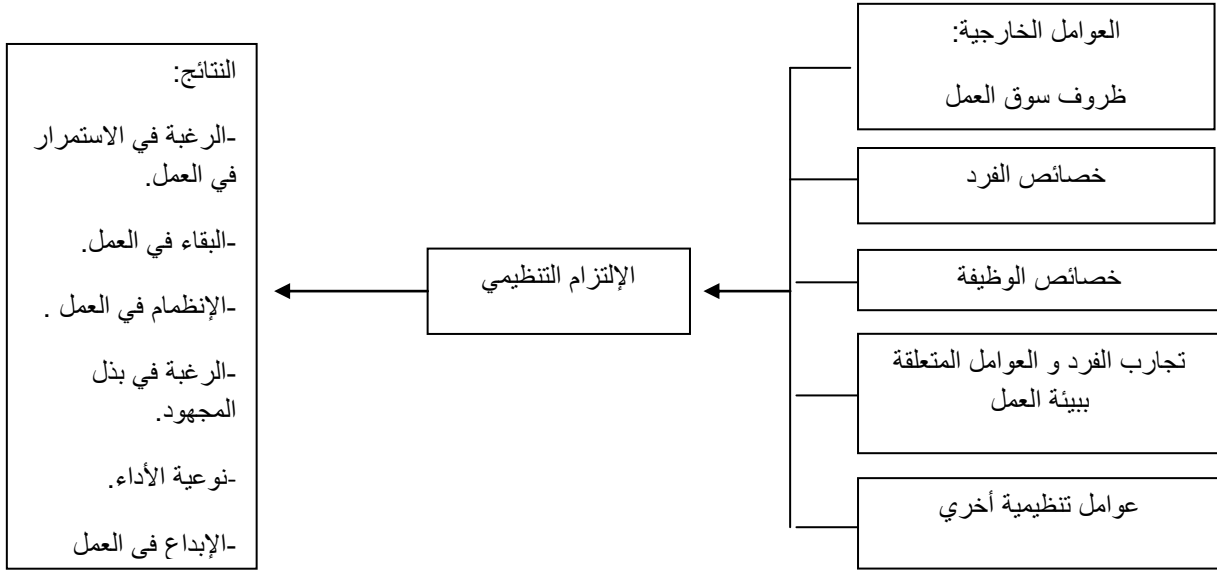 العوامل الخارجية:
ظروف سوق العمل
خصائص الفرد
خصائص الوظيفة
تجارب الفرد و العوامل المتعلقة
ببيئة العمل
عوامل تنظيمية أخري
الإلتزام التنظيمي
النتائج:
-الرغبة في الاستمرار
في العمل.
-البقاء في العمل.
-الإنظمام في العمل .
-الرغبة في بذل
المجهود.
-نوعية الأداء.
-الإبداع في العمل